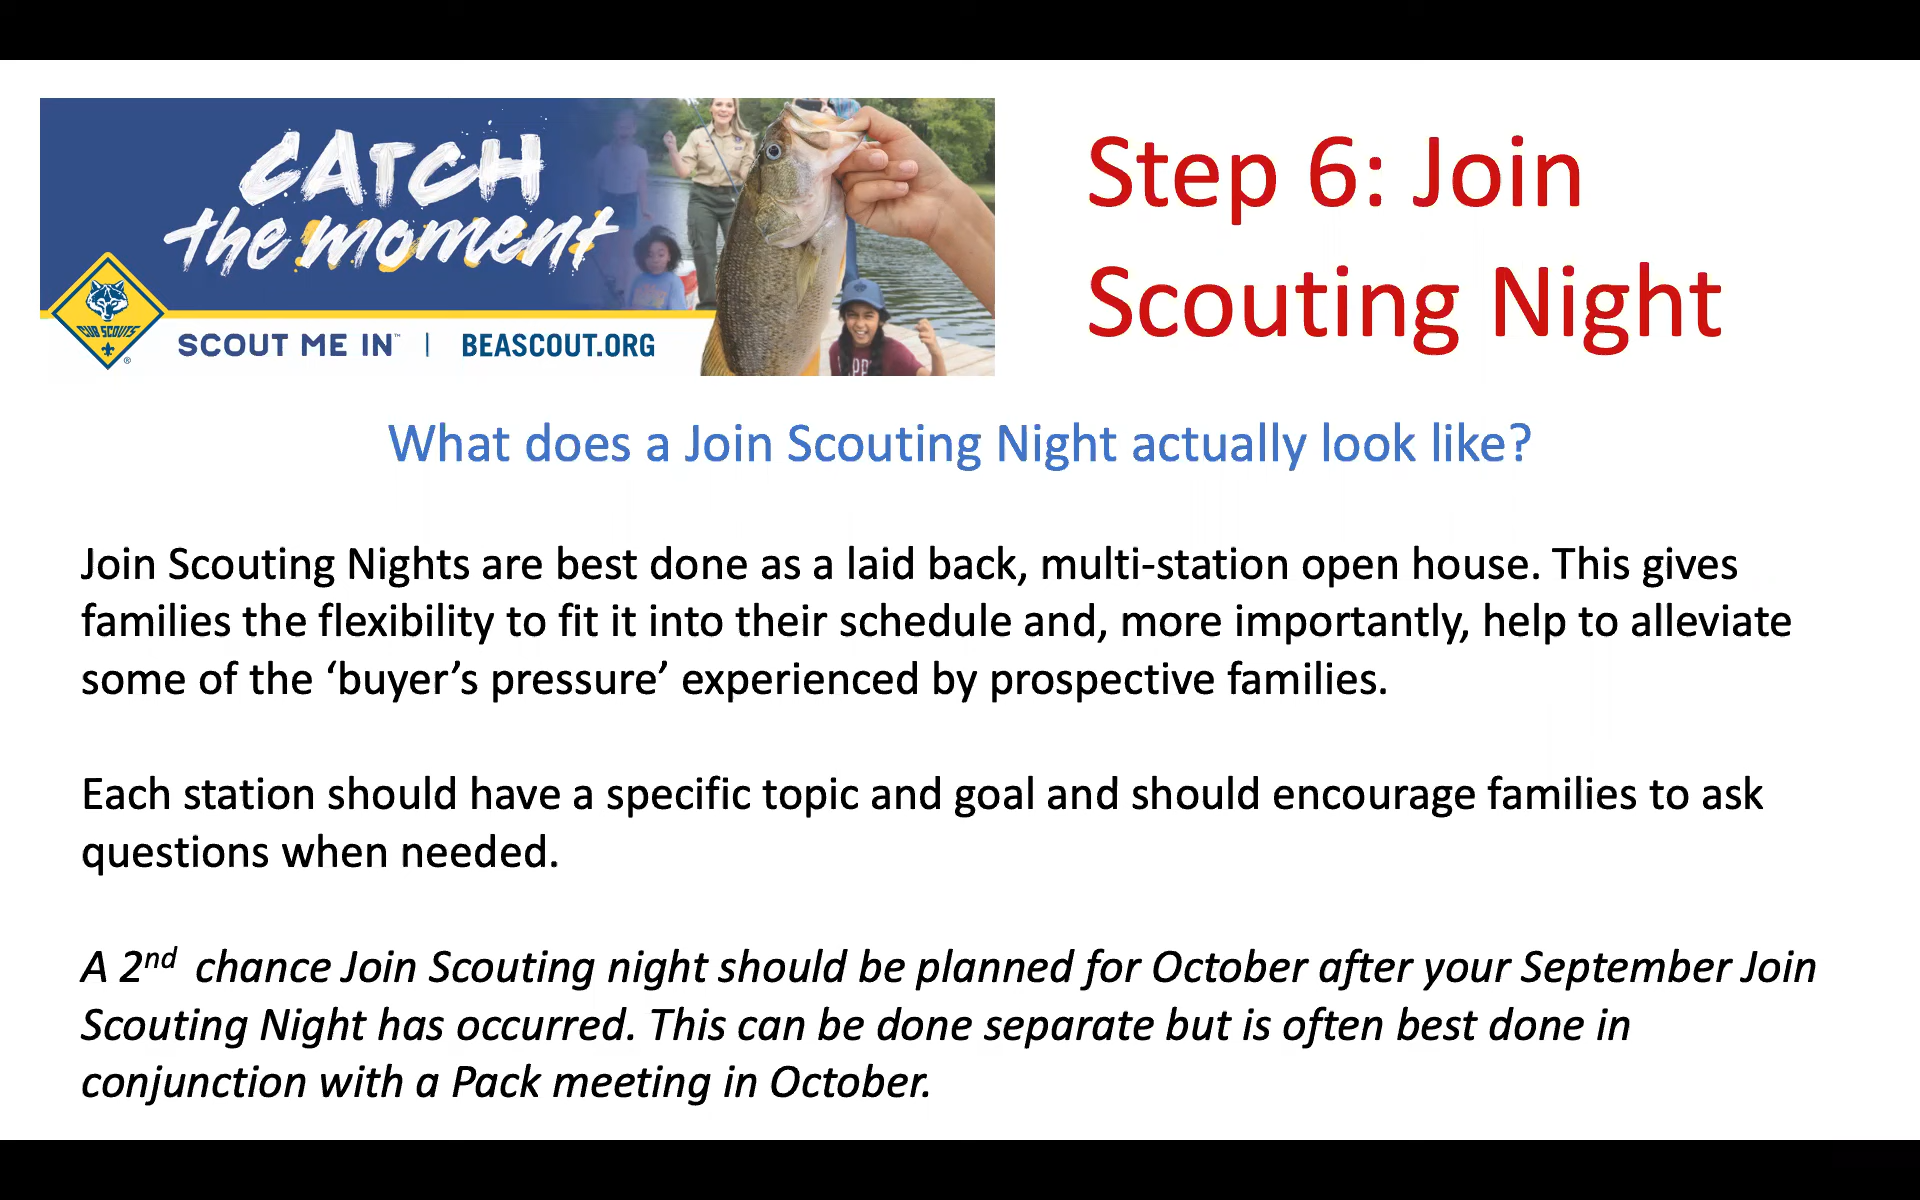 CATCH
the moment
CUB SCOUTS
®
SCOUT ME IN™ | BEASCOUT.ORG
Step 6: Join
Scouting Night
What does a Join Scouting Night actually look like?
Join Scouting Nights are best done as a laid back, multi-station open house. This gives
families the flexibility to fit it into their schedule and, more importantly, help to alleviate
some of the ‘buyer’s pressure’ experienced by prospective families.
Each station should have a specific topic and goal and should encourage families to ask
questions when needed.
A 2nd chance Join Scouting night should be planned for October after your September Join
Scouting Night has occurred. This can be done separate but is often best done in
conjunction with a Pack meeting in October.